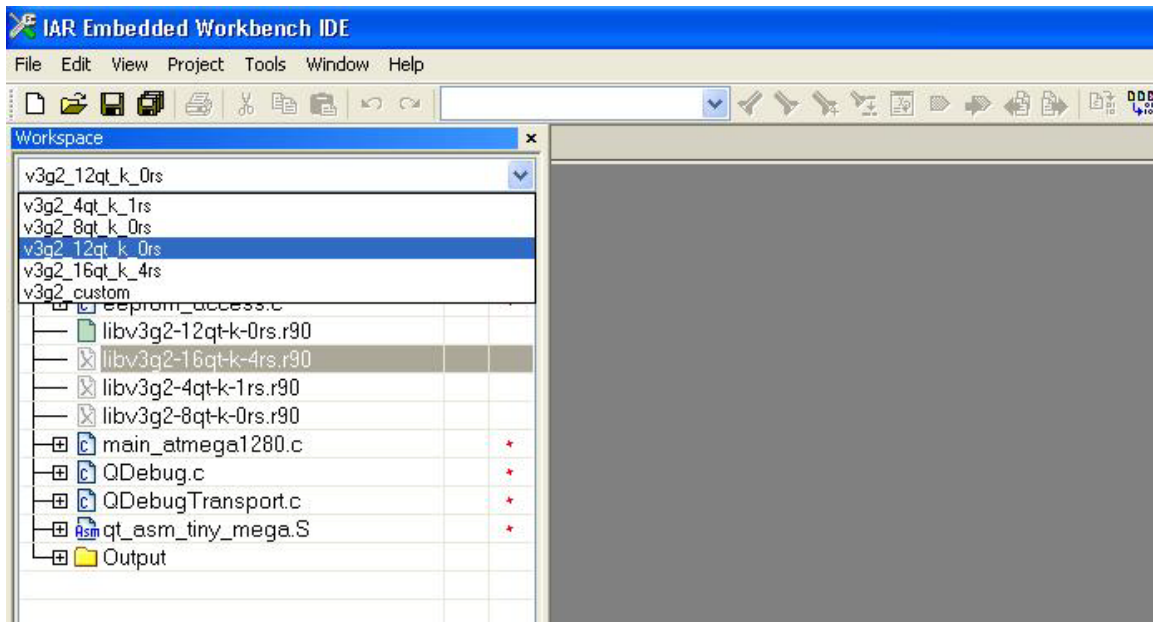 IAR Embedded Workbench IDE
File Edit View Project Tools Window Help
Workspace
v3g2_12qt_k_0rs
v3g2_4qt_k_1rs
v3g2_8qt_k_0rs
v3g2_12qt_k_0rs
v3g2_16qt_k_4rs
v3g2_custom
eeprom_access.c
libv3g2-12qt-k-0rs.r90
libv3g2-16qt-k-4rs.r90
libv3g2-4qt-k-1rs.r90
libv3g2-8qt-k-0rs.r90
main_atmega1280.c
QDebug.c
QDebugTransport.c
qt_asm_tiny_mega.S
Output